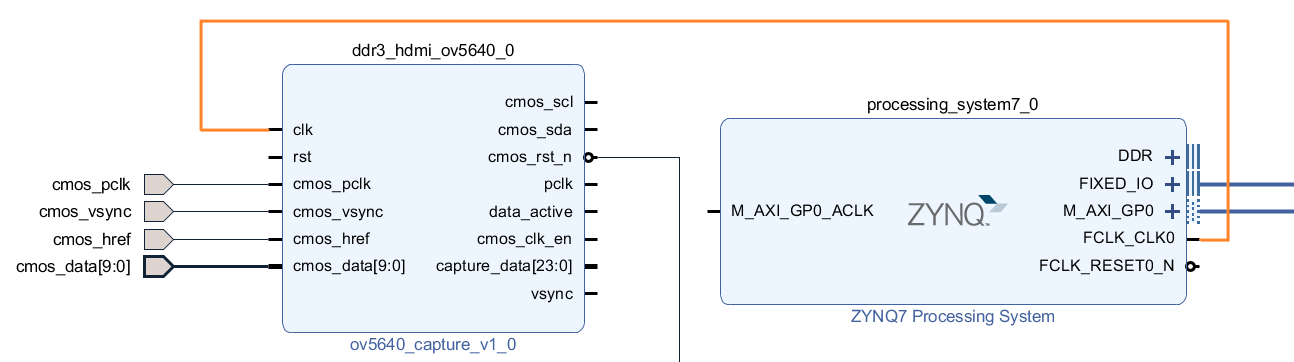 ddr3_hdmi_ov5640_0
cmos_scl
clk
cmos_sda
rst
cmos_rst_n
cmos_pclk
cmos_pclk
pclk
cmos_vsync
cmos_vsync
data_active
cmos_href
cmos_href
cmos_clk_en
cmos_data[9:0]
cmos_data[9:0]
capture_data[23:0]
vsync
ov5640_capture_v1_0
processing_system7_0
DDR
FIXED_IO
M_AXI_GP0_ACLK
ZYNQ
M_AXI_GP0
FCLK_CLK0
FCLK_RESET0_N
ZYNQ7 Processing System